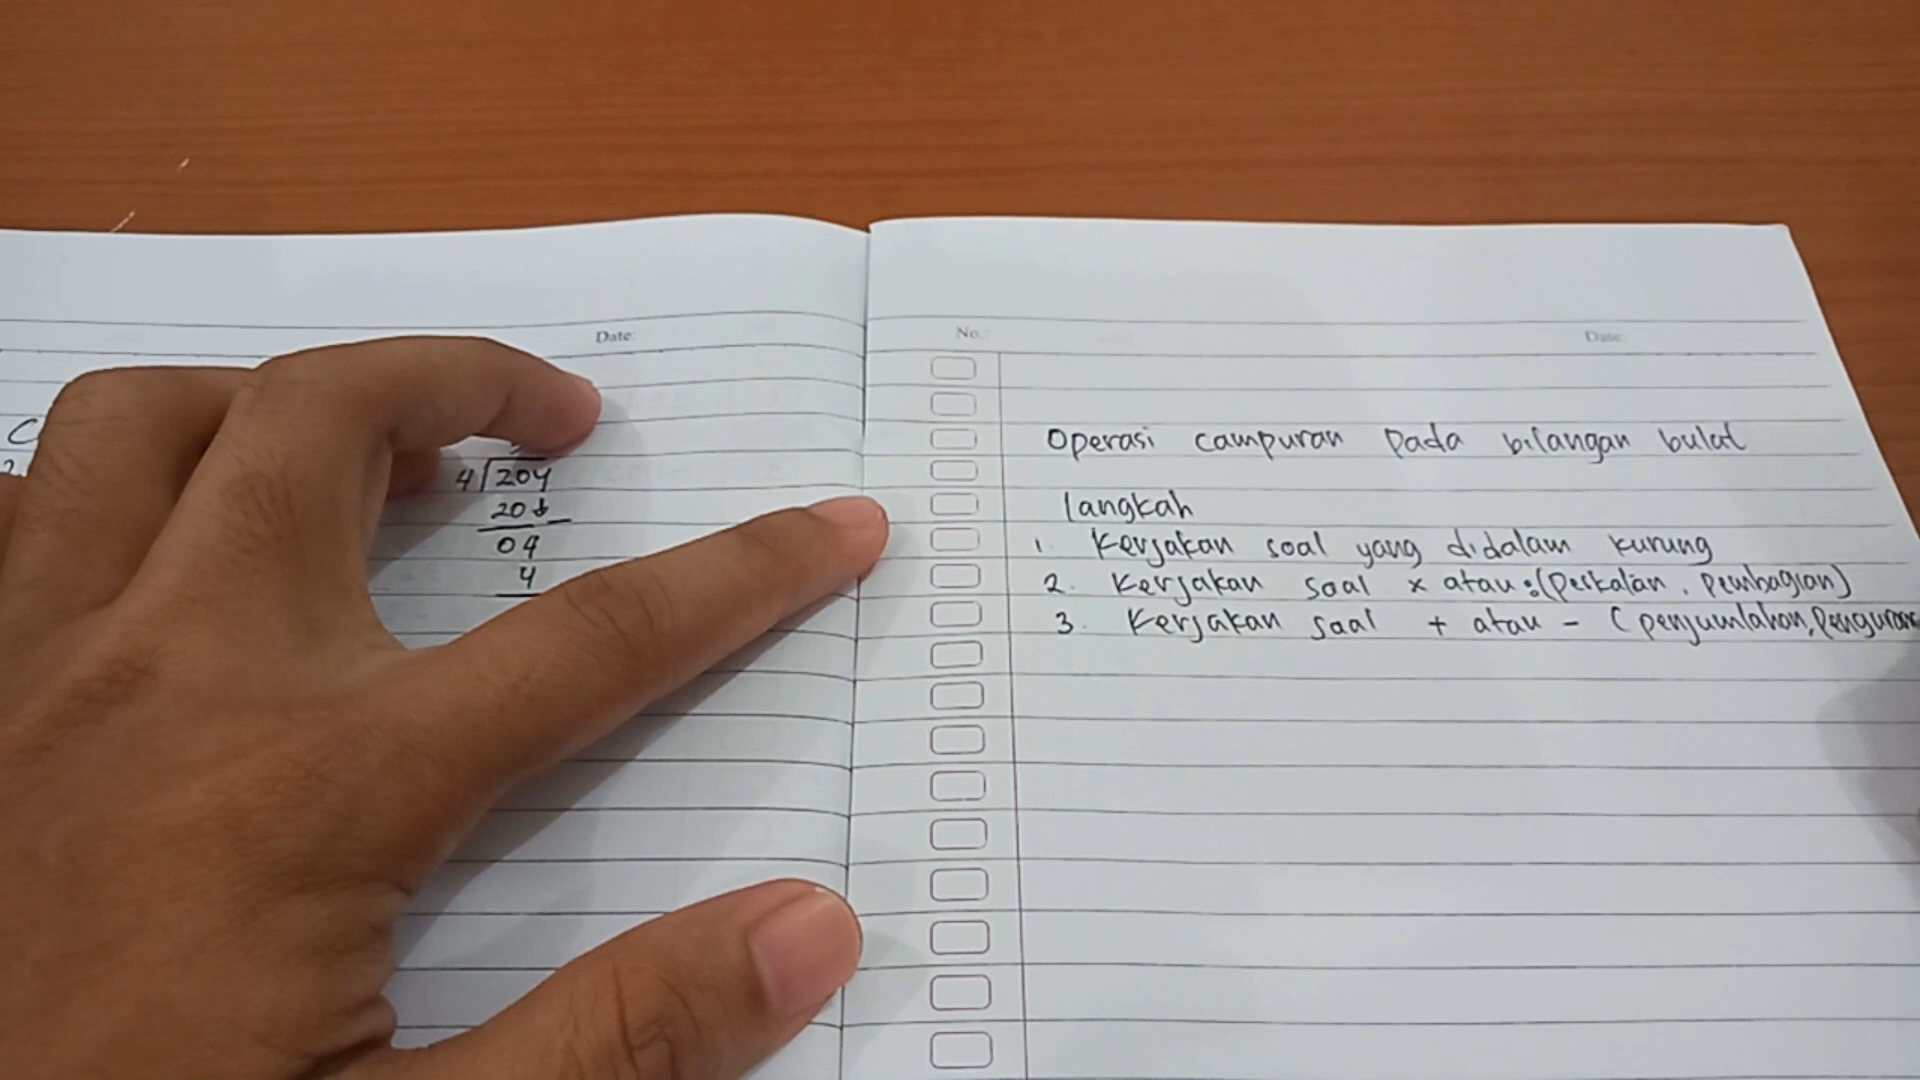 Date:
4 204
20
04
4
No.
Date:
Operasi campuran pada bilangan bulat
langkah
1. Kerjakan soal yang didalam kurung
2. Kerjakan soal x atau : (Perkalian, Pembagian)
3. Kerjakan soal + atau - (penjumlahan,